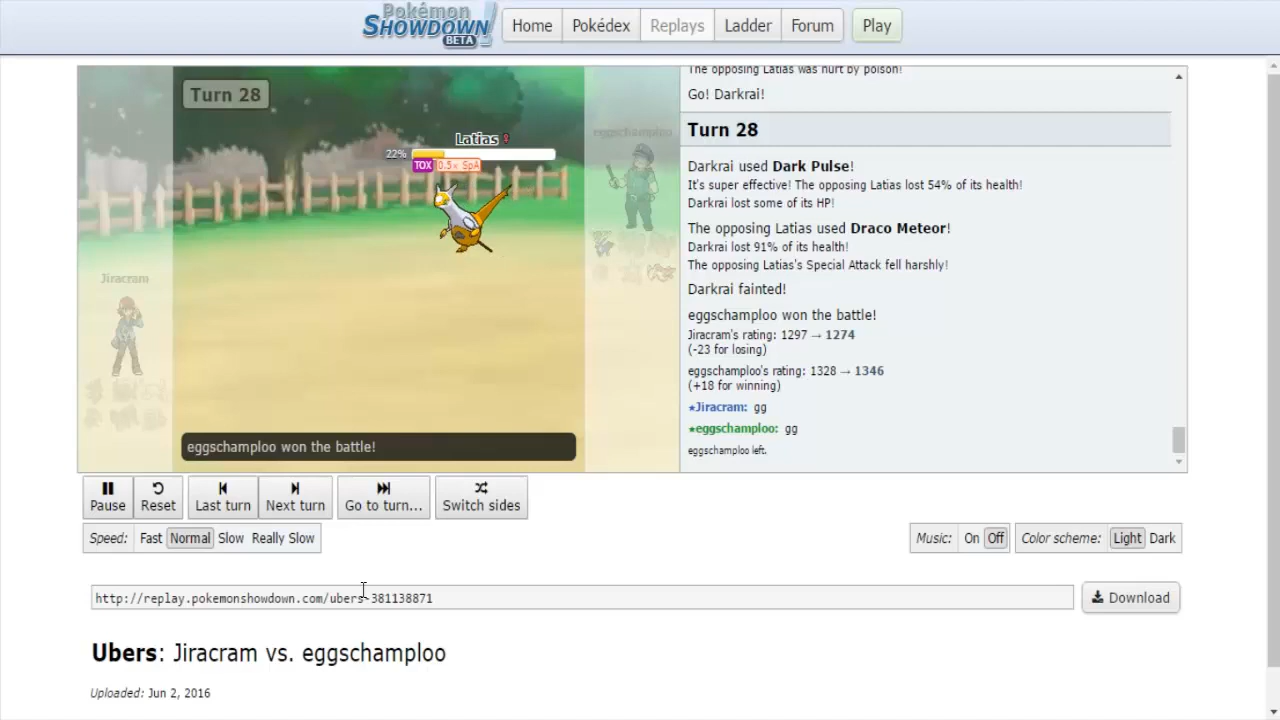 Pokémon
SHOWDOWN!
BETA
Home
Pokédex
Replays
Ladder
Forum
Play
Turn 28
eggschamploo
Latias ♀
22%
TOX 0.5× SpA
Jiracram
eggschamploo won the battle!
The opposing Latias was hurt by poison!
Go! Darkrai!
Turn 28
Darkrai used Dark Pulse!
It's super effective! The opposing Latias lost 54% of its health!
Darkrai lost some of its HP!
The opposing Latias used Draco Meteor!
Darkrai lost 91% of its health!
The opposing Latias's Special Attack fell harshly!
Darkrai fainted!
eggschamploo won the battle!
Jiracram's rating: 1297 → 1274
(-23 for losing)
eggschamploo's rating: 1328 → 1346
(+18 for winning)
★Jiracram: gg
★eggschamploo: gg
eggschamploo left.
Pause
Reset
Last turn
Next turn
Go to turn...
Switch sides
Speed: Fast Normal Slow Really Slow
Music: On Off
Color scheme: Light Dark
http://replay.pokemonshowdown.com/ubers-381138871
Download
Ubers: Jiracram vs. eggschamploo
Uploaded: Jun 2, 2016